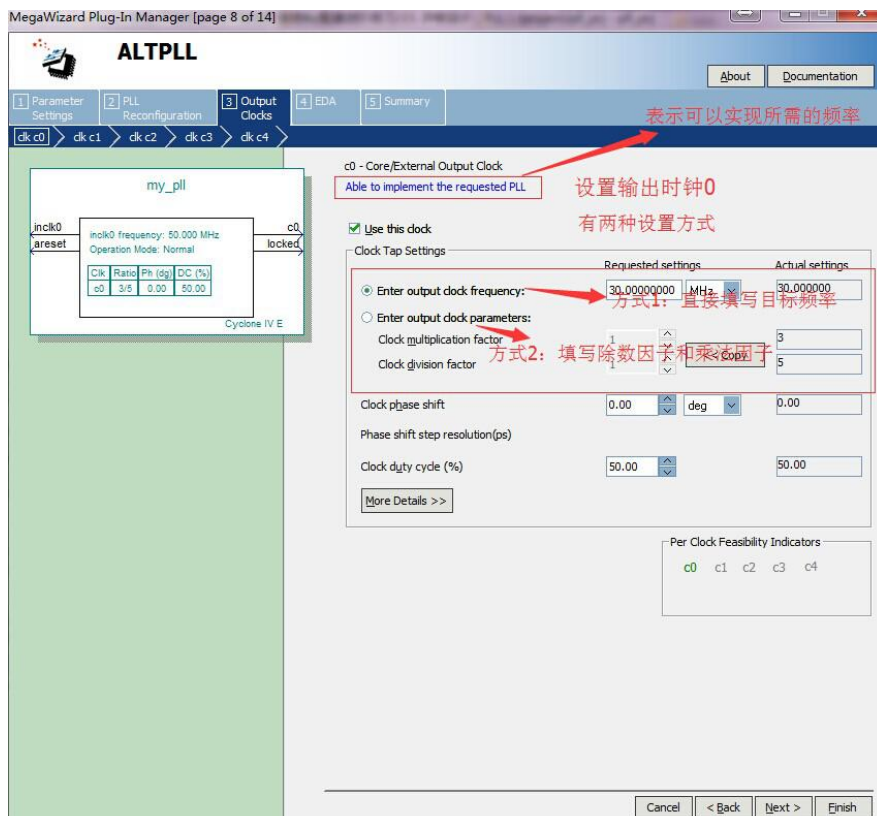 MegaWizard Plug-In Manager [page 8 of 14]
ALTPLL
About
Documentation
1 Parameter Settings
2 PLL Reconfiguration
3 Output Clocks
4 EDA
5 Summary
clk c0
clk c1
clk c2
clk c3
clk c4
表示可以实现所需的频率
my_pll
inclk0
areset
inclk0 frequency: 50.000 MHz
Operation Mode: Normal
Clk Ratio Ph (dg) DC (%)
c0 3/5 0.00 50.00
c0
locked
Cyclone IV E
c0 - Core/External Output Clock
Able to implement the requested PLL
设置输出时钟0
有两种设置方式
Use this clock
Clock Tap Settings
Requested settings
Actual settings
Enter output clock frequency:
30.00000000
MHz
30.000000
方式1：直接填写目标频率
Enter output clock parameters:
Clock multiplication factor
1
3
方式2：填写除数因子和乘法因子
Clock division factor
1
< Copy
5
Clock phase shift
0.00
deg
0.00
Phase shift step resolution(ps)
Clock duty cycle (%)
50.00
50.00
More Details >>
Per Clock Feasibility Indicators
c0 c1 c2 c3 c4
Cancel
< Back
Next >
Finish